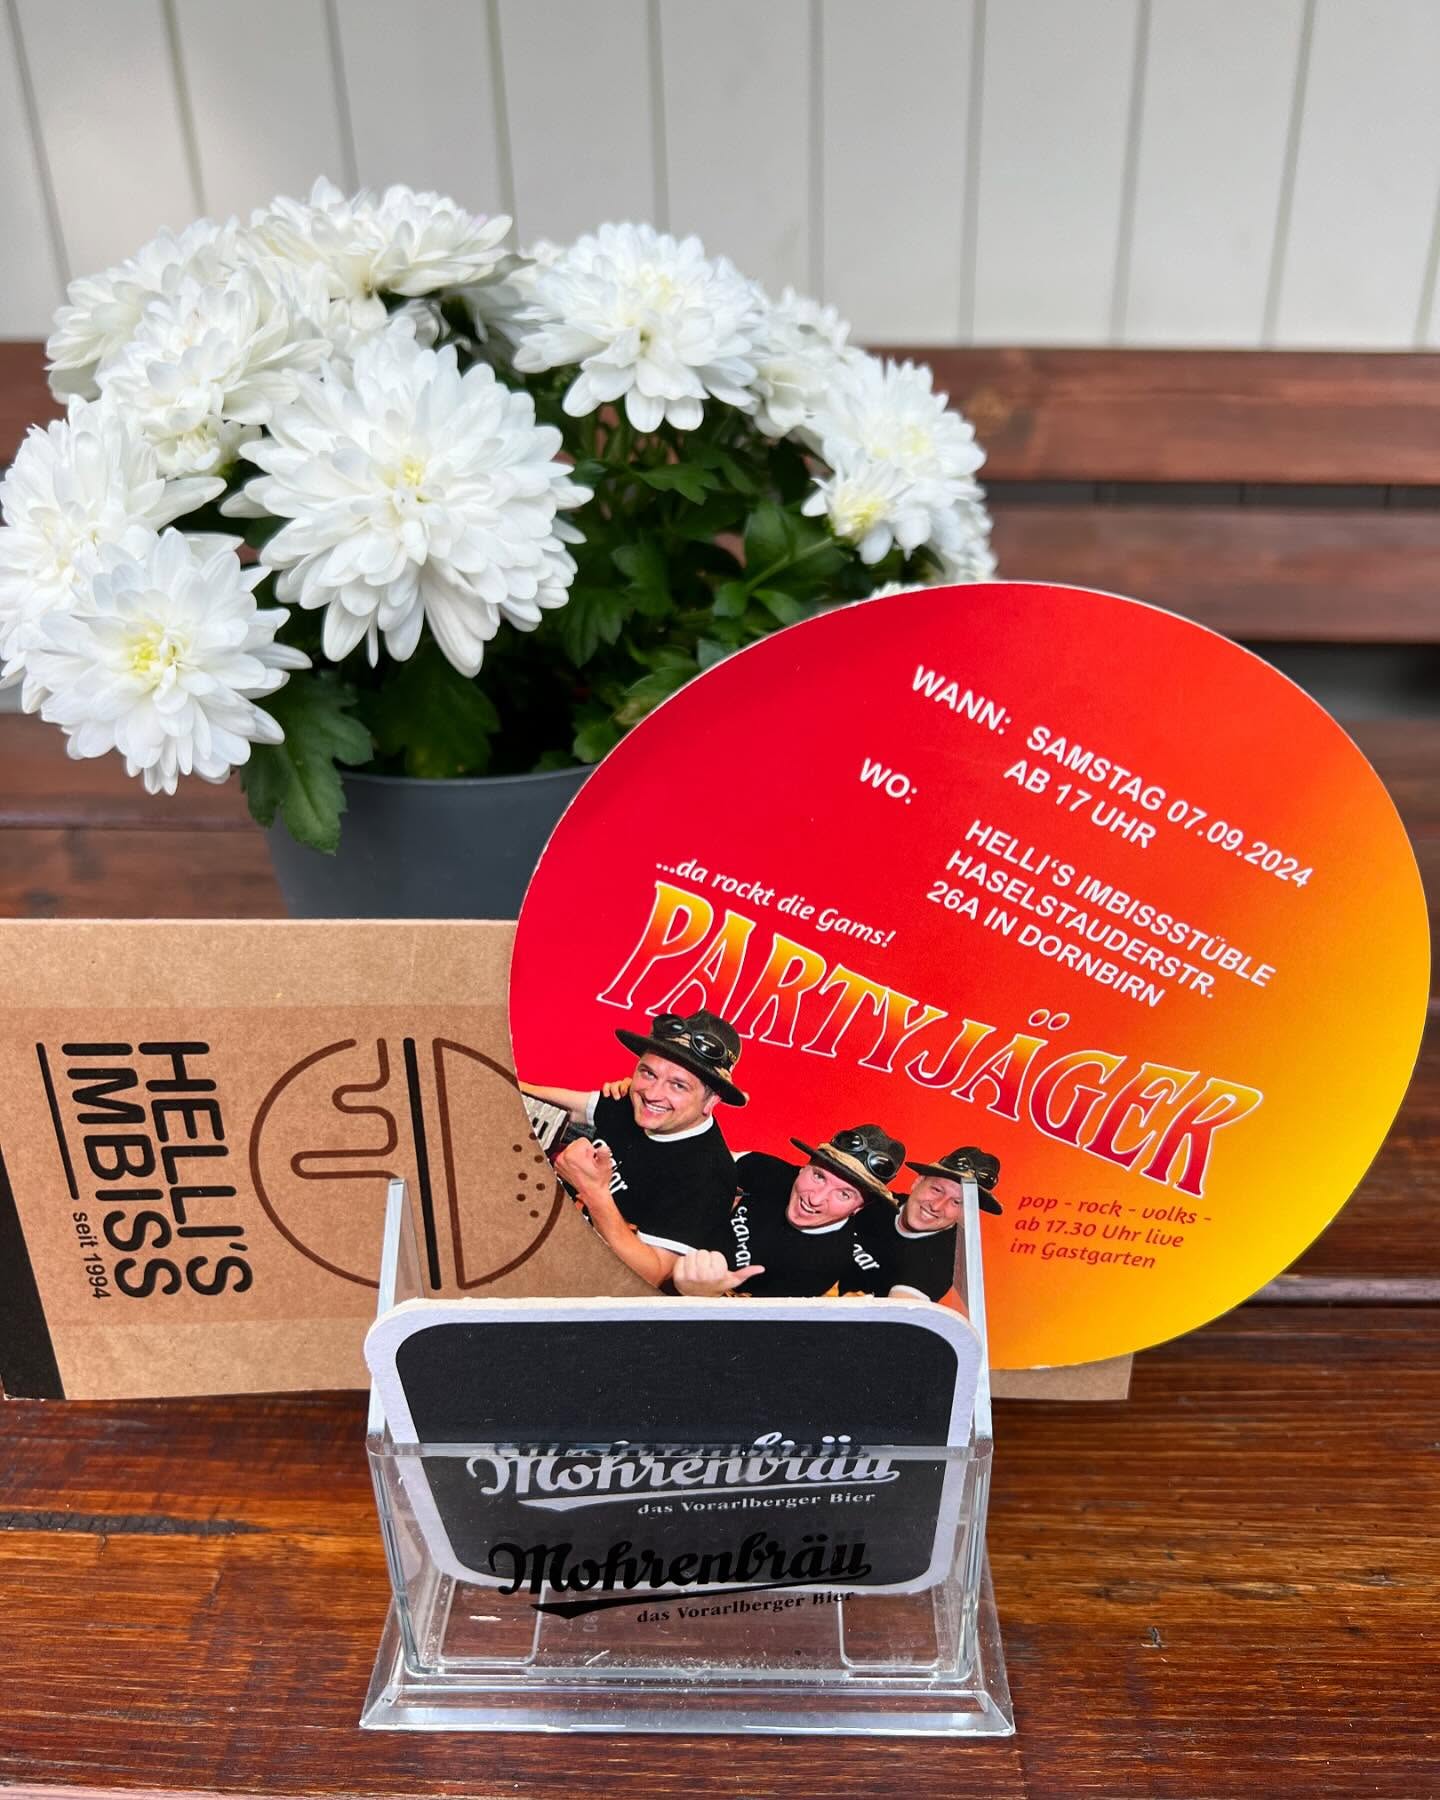 WANN: SAMSTAG 07.09.2024
AB 17 UHR
WO:
HELLI'S IMBISSSTÜBLE
HASELSTAUDERSTR.
26A IN DORNBIRN
...da rockt die Gams!
PARTYJÄGER
pop - rock - volks -
ab 17.30 Uhr live
im Gastgarten
HELLI'S
IMBISS
seit 1994
Mohrenbräu
das Vorarlberger Bier
Mohrenbräu
das Vorarlberger Bier